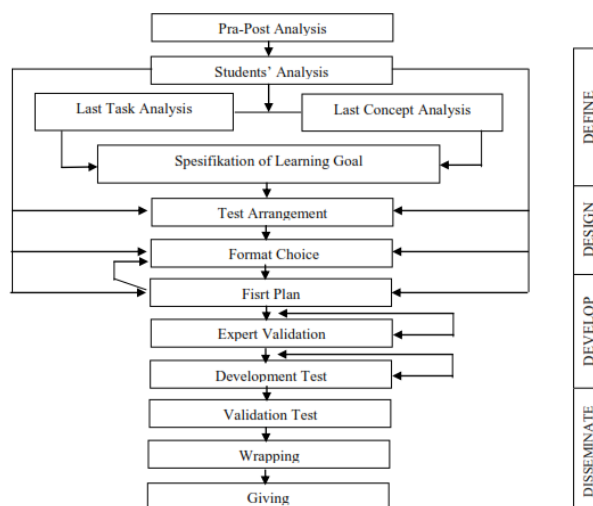 Pra-Post Analysis
Students' Analysis
Last Task Analysis
Last Concept Analysis
Spesifikation of Learning Goal
Test Arrangement
Format Choice
Fisrt Plan
Expert Validation
Development Test
Validation Test
Wrapping
Giving
DEFINE
DESIGN
DEVELOP
DISSEMINATE